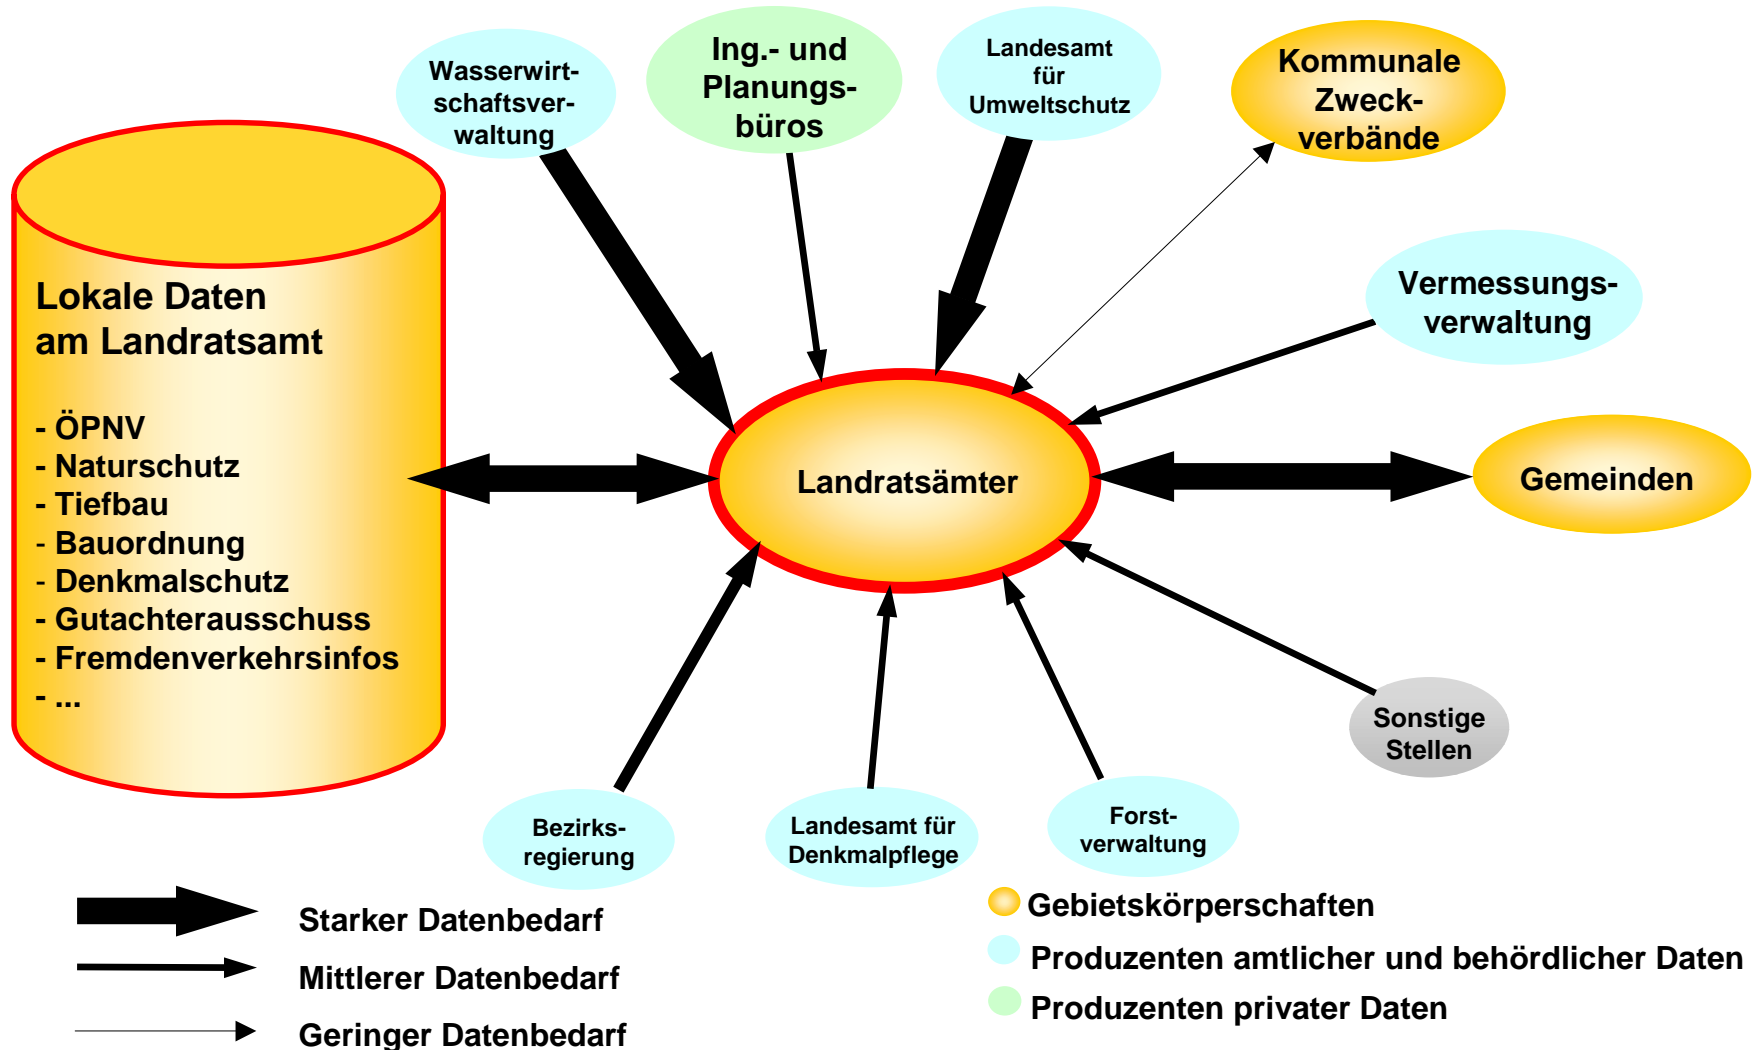 Wasserwirt-
schaftsver-
waltung
Ing.- und
Planungs-
büros
Landesamt
für
Umweltschutz
Kommunale
Zweck-
verbände
Vermessungs-
verwaltung
Lokale Daten
am Landratsamt
- ÖPNV
- Naturschutz
- Tiefbau
- Bauordnung
- Denkmalschutz
- Gutachterausschuss
- Fremdenverkehrsinfos
- ...
Landratsämter
Gemeinden
Sonstige
Stellen
Bezirks-
regierung
Landesamt für
Denkmalpflege
Forst-
verwaltung
Starker Datenbedarf
Mittlerer Datenbedarf
Geringer Datenbedarf
Gebietskörperschaften
Produzenten amtlicher und behördlicher Daten
Produzenten privater Daten